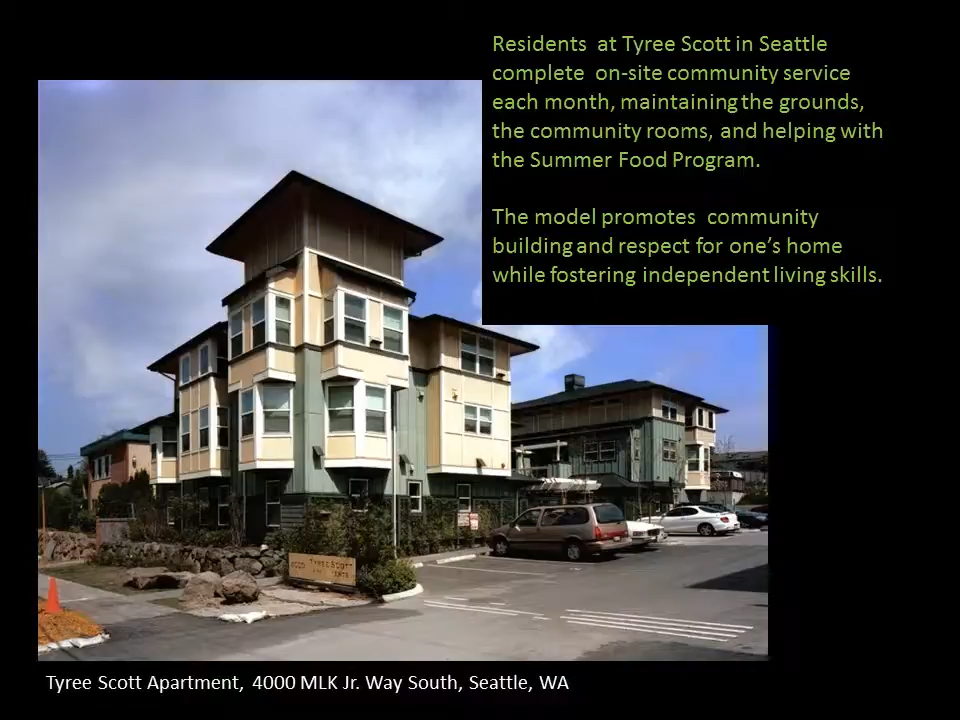 Residents at Tyree Scott in Seattle
complete on-site community service
each month, maintaining the grounds,
the community rooms, and helping with
the Summer Food Program.
The model promotes community
building and respect for one’s home
while fostering independent living skills.
TYREE SCOTT
Tyree Scott Apartment, 4000 MLK Jr. Way South, Seattle, WA